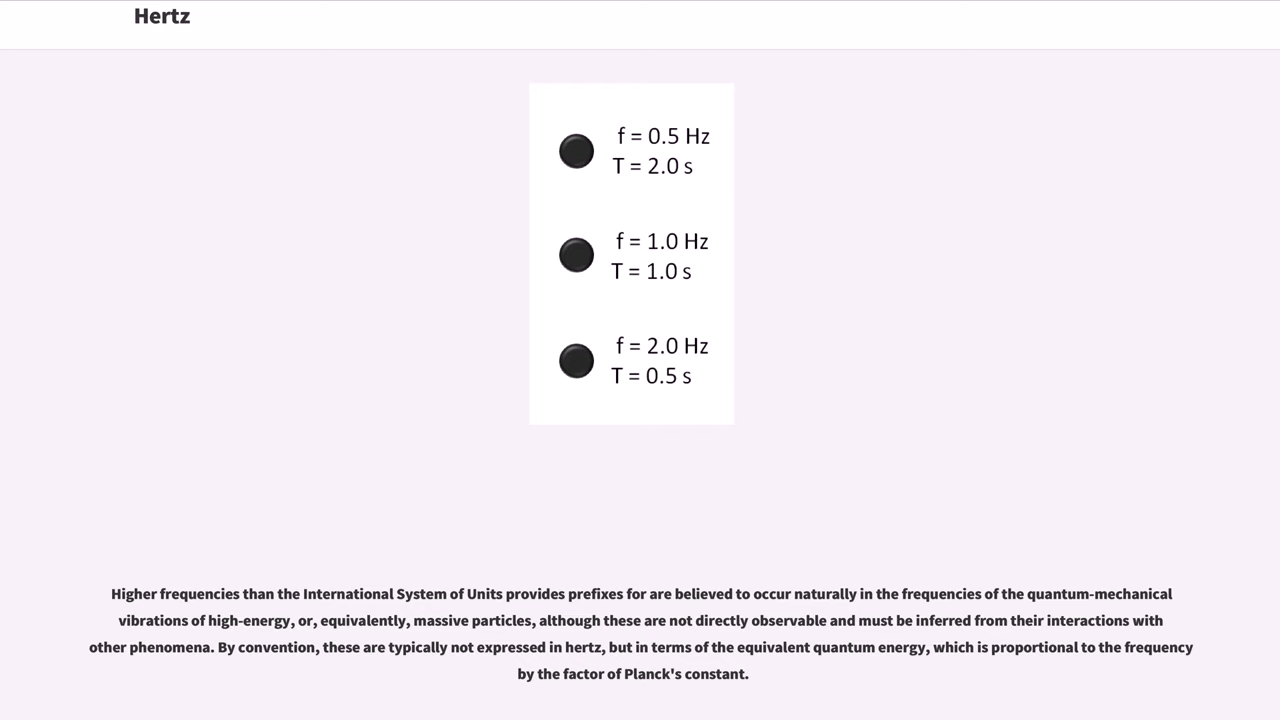 Hertz
f = 0.5 Hz
T = 2.0 s
f = 1.0 Hz
T = 1.0 s
f = 2.0 Hz
T = 0.5 s
Higher frequencies than the International System of Units provides prefixes for are believed to occur naturally in the frequencies of the quantum-mechanical
vibrations of high-energy, or, equivalently, massive particles, although these are not directly observable and must be inferred from their interactions with
other phenomena. By convention, these are typically not expressed in hertz, but in terms of the equivalent quantum energy, which is proportional to the frequency
by the factor of Planck's constant.